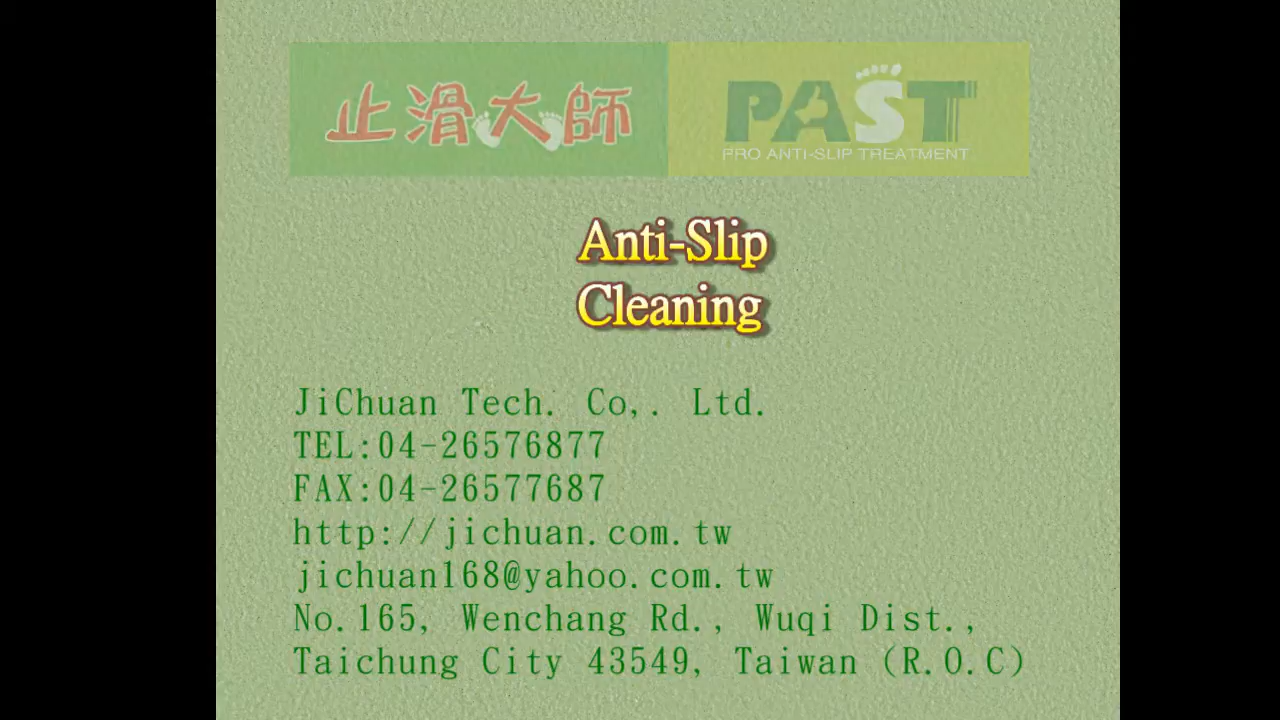 止滑大師
PAST
PRO ANTI-SLIP TREATMENT
Anti-Slip
Cleaning
JiChuan Tech. Co,. Ltd.
TEL:04-26576877
FAX:04-26577687
http://jichuan.com.tw
jichuan168@yahoo.com.tw
No.165, Wenchang Rd., Wuqi Dist.,
Taichung City 43549, Taiwan (R.O.C)